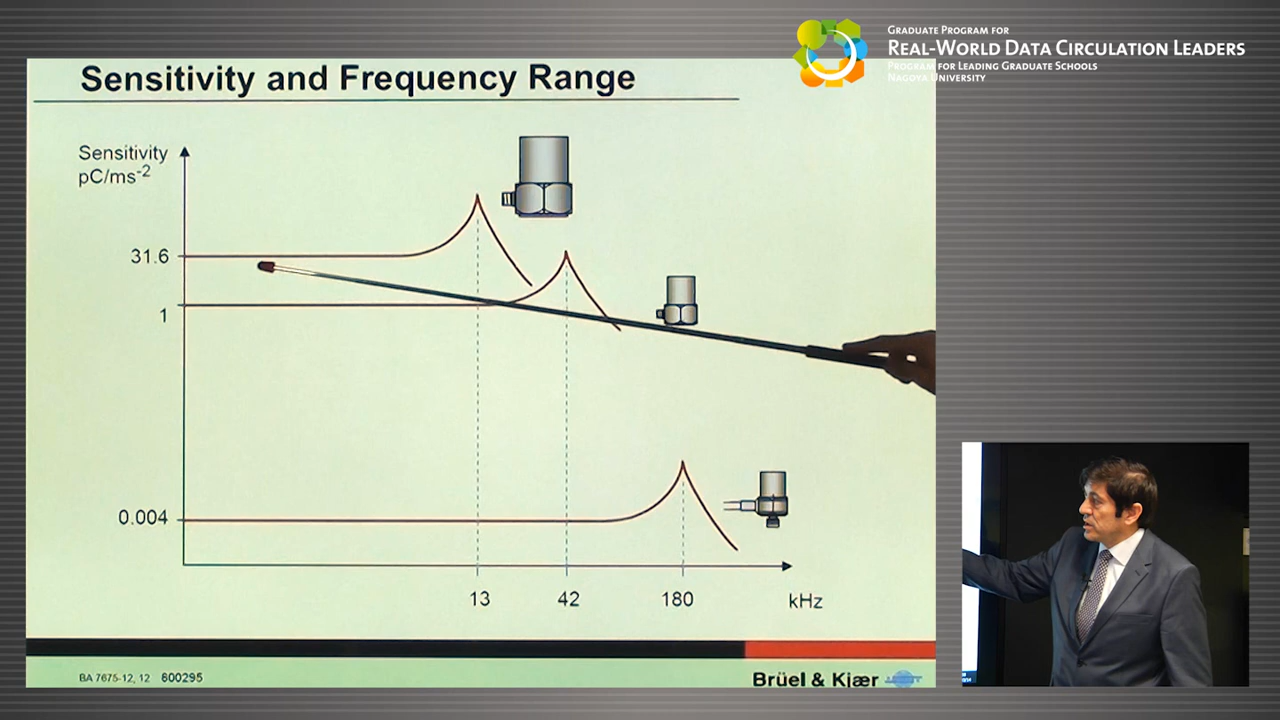 GRADUATE PROGRAM FOR
REAL-WORLD DATA CIRCULATION LEADERS
PROGRAM FOR LEADING GRADUATE SCHOOLS
NAGOYA UNIVERSITY
Sensitivity and Frequency Range
Sensitivity
pC/ms-2
31.6
1
0.004
13 42 180 kHz
BA 7675-12, 12 600295
Brüel & Kjær